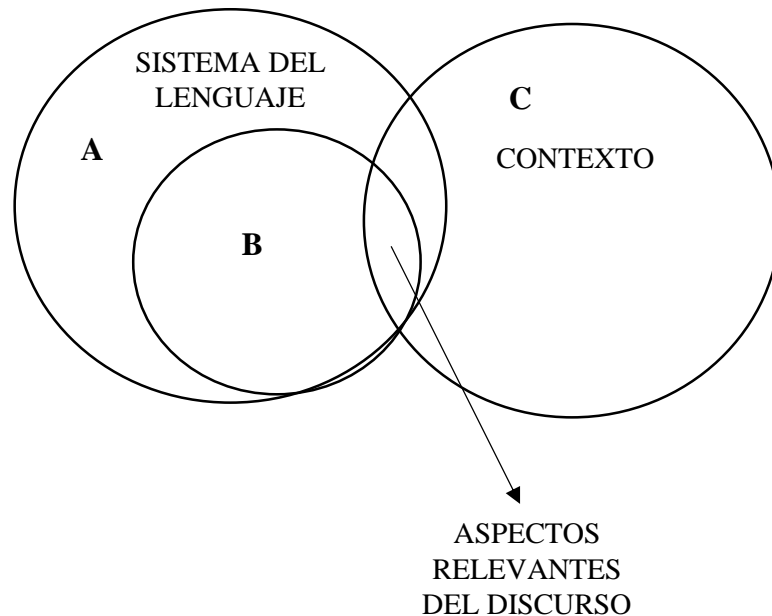 SISTEMA DEL
LENGUAJE
A
B
C
CONTEXTO
ASPECTOS
RELEVANTES
DEL DISCURSO